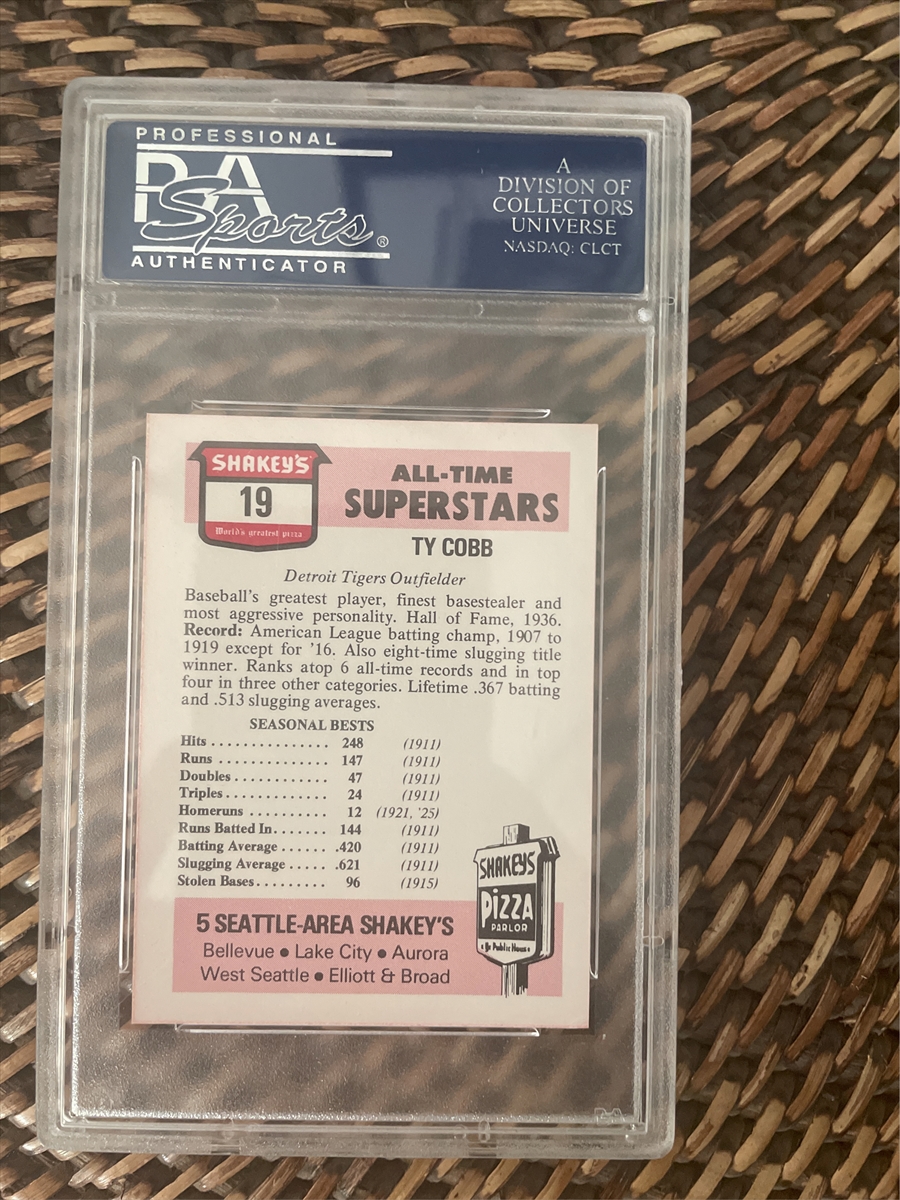 PROFESSIONAL
PSA
Sports®
AUTHENTICATOR
A
DIVISION OF
COLLECTORS
UNIVERSE
NASDAQ: CLCT
SHAKEY'S
19
World's greatest pizza
ALL-TIME
SUPERSTARS
TY COBB
Detroit Tigers Outfielder
Baseball's greatest player, finest basestealer and
most aggressive personality. Hall of Fame, 1936.
Record: American League batting champ, 1907 to
1919 except for '16. Also eight-time slugging title
winner. Ranks atop 6 all-time records and in top
four in three other categories. Lifetime .367 batting
and .513 slugging averages.
SEASONAL BESTS
Hits . . . . . . . . . . . . . . . 248 (1911)
Runs . . . . . . . . . . . . . . 147 (1911)
Doubles . . . . . . . . . . . . 47 (1911)
Triples . . . . . . . . . . . . . 24 (1911)
Homeruns . . . . . . . . . . 12 (1921, '25)
Runs Batted In. . . . . . . 144 (1911)
Batting Average . . . . . . .420 (1911)
Slugging Average . . . . . .621 (1911)
Stolen Bases . . . . . . . . . 96 (1915)
SHAKEY'S
PIZZA
PARLOR
& Ye Public House
5 SEATTLE-AREA SHAKEY'S
Bellevue • Lake City • Aurora
West Seattle • Elliott & Broad